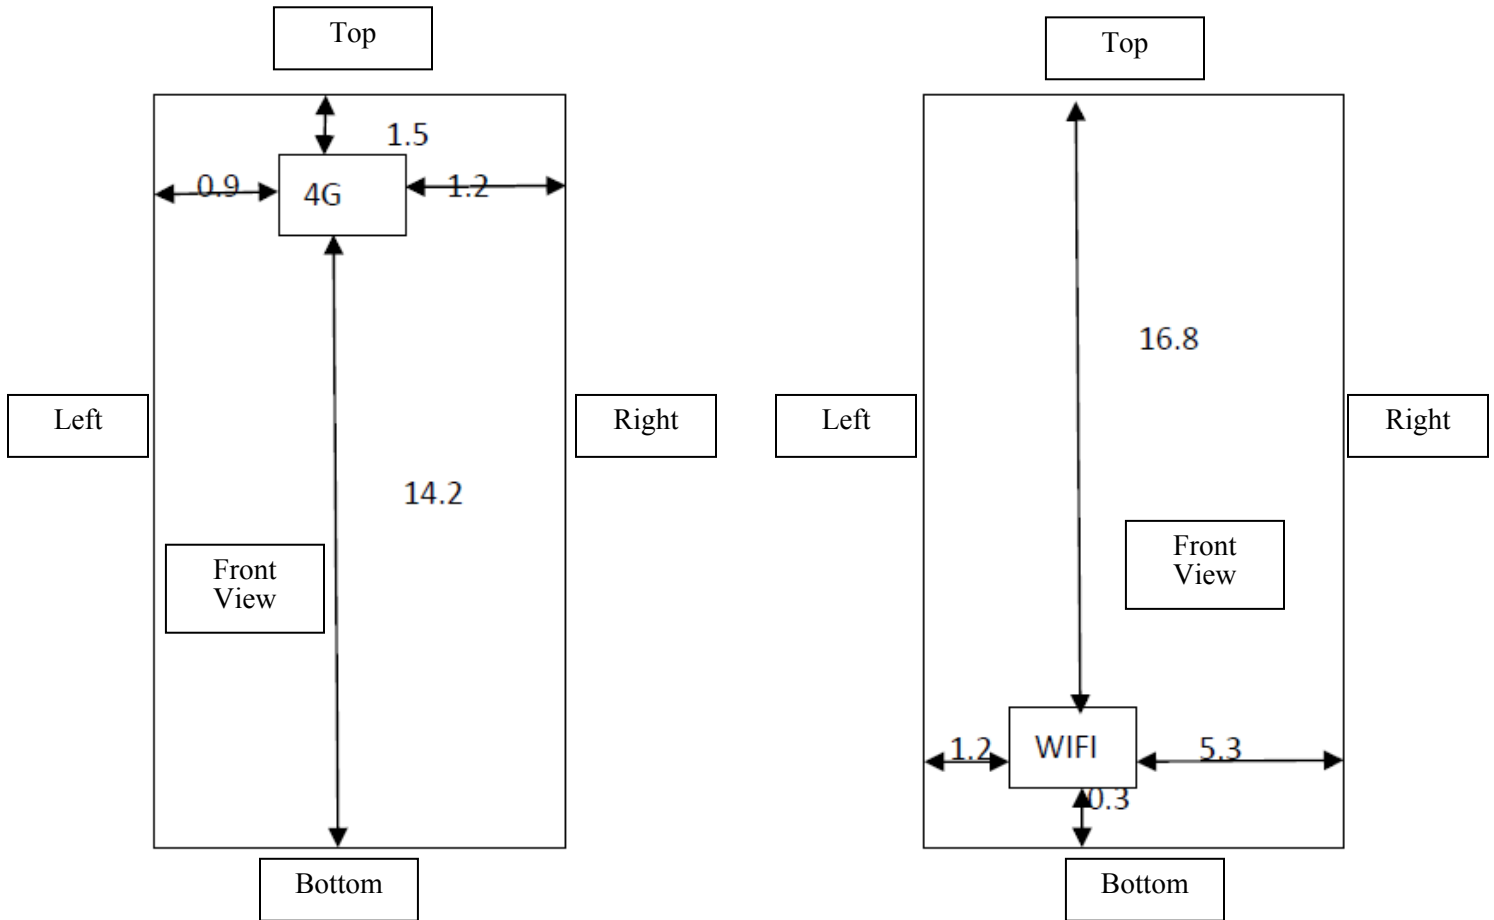 Top
1.5
0.9
4G
1.2
Left
Right
14.2
Front
View
Bottom
Top
16.8
Left
Right
Front
View
1.2
WIFI
5.3
0.3
Bottom